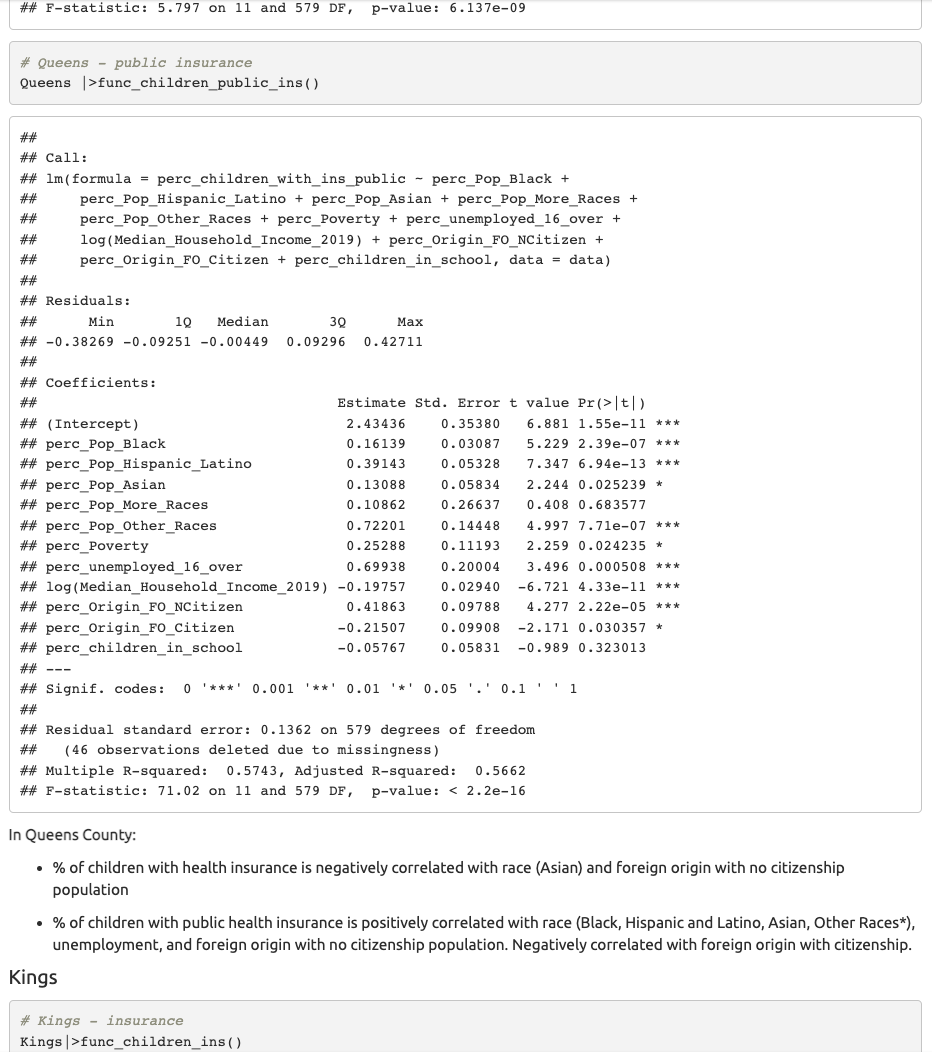 ## F-statistic: 5.797 on 11 and 579 DF,  p-value: 6.137e-09
# Queens - public insurance
Queens |>func_children_public_ins()
##
## Call:
## lm(formula = perc_children_with_ins_public ~ perc_Pop_Black +
##     perc_Pop_Hispanic_Latino + perc_Pop_Asian + perc_Pop_More_Races +
##     perc_Pop_Other_Races + perc_Poverty + perc_unemployed_16_over +
##     log(Median_Household_Income_2019) + perc_Origin_FO_NCitizen +
##     perc_Origin_FO_Citizen + perc_children_in_school, data = data)
##
## Residuals:
##      Min       1Q   Median       3Q      Max
## -0.38269 -0.09251 -0.00449  0.09296  0.42711
##
## Coefficients:
##                                   Estimate Std. Error t value Pr(>|t|)
## (Intercept)                        2.43436    0.35380   6.881 1.55e-11 ***
## perc_Pop_Black                     0.16139    0.03087   5.229 2.39e-07 ***
## perc_Pop_Hispanic_Latino           0.39143    0.05328   7.347 6.94e-13 ***
## perc_Pop_Asian                     0.13088    0.05834   2.244 0.025239 *
## perc_Pop_More_Races                0.10862    0.26637   0.408 0.683577
## perc_Pop_Other_Races               0.72201    0.14448   4.997 7.71e-07 ***
## perc_Poverty                       0.25288    0.11193   2.259 0.024235 *
## perc_unemployed_16_over            0.69938    0.20004   3.496 0.000508 ***
## log(Median_Household_Income_2019) -0.19757    0.02940  -6.721 4.33e-11 ***
## perc_Origin_FO_NCitizen            0.41863    0.09788   4.277 2.22e-05 ***
## perc_Origin_FO_Citizen            -0.21507    0.09908  -2.171 0.030357 *
## perc_children_in_school           -0.05767    0.05831  -0.989 0.323013
## ---
## Signif. codes:  0 '***' 0.001 '**' 0.01 '*' 0.05 '.' 0.1 ' ' 1
##
## Residual standard error: 0.1362 on 579 degrees of freedom
##   (46 observations deleted due to missingness)
## Multiple R-squared:  0.5743, Adjusted R-squared:  0.5662
## F-statistic: 71.02 on 11 and 579 DF,  p-value: < 2.2e-16
In Queens County:
• % of children with health insurance is negatively correlated with race (Asian) and foreign origin with no citizenship
population
• % of children with public health insurance is positively correlated with race (Black, Hispanic and Latino, Asian, Other Races*),
unemployment, and foreign origin with no citizenship population. Negatively correlated with foreign origin with citizenship.
Kings
# Kings - insurance
Kings|>func_children_ins()